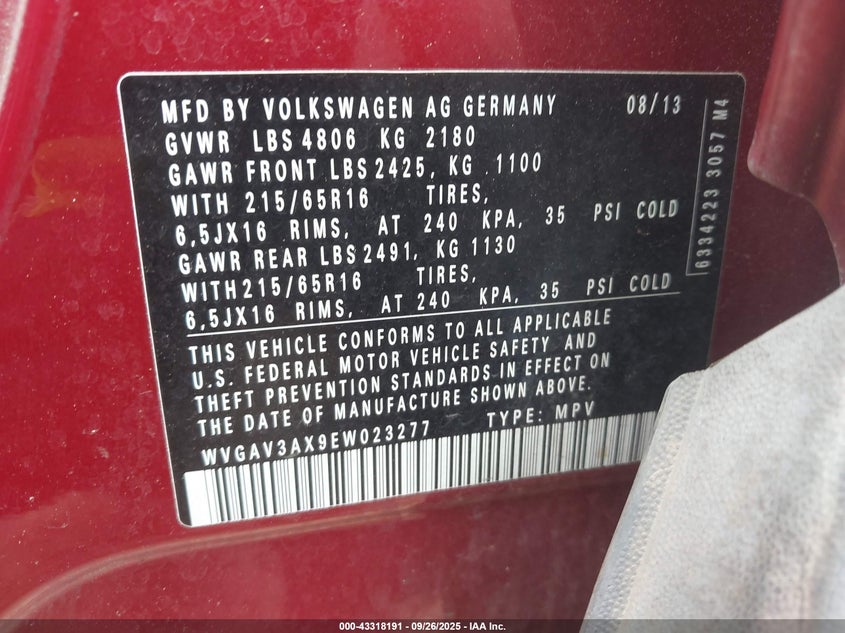 MFD BY VOLKSWAGEN AG GERMANY 08/13
GVWR LBS 4806 KG 2180
GAWR FRONT LBS 2425, KG .1100
WITH 215/65R16 TIRES,
6,5JX16 RIMS, AT 240 KPA, 35 PSI COLD
GAWR REAR LBS 2491, KG 1130
WITH 215/65R16 TIRES,
6,5JX16 RIMS, AT 240 KPA, 35 PSI COLD
THIS VEHICLE CONFORMS TO ALL APPLICABLE
U.S. FEDERAL MOTOR VEHICLE SAFETY AND
THEFT PREVENTION STANDARDS IN EFFECT ON
THE DATE OF MANUFACTURE SHOWN ABOVE.
WVGAV3AX9EW023277 TYPE: MPV
6334223 3057 M4
000-43318191 - 09/26/2025 - IAA Inc.